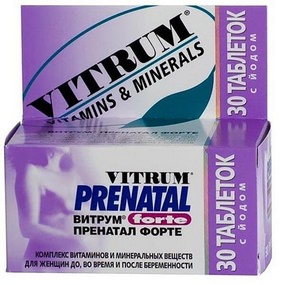 VITRUM®
VITAMINS & MINERALS
30 ТАБЛЕТОК
С ЙОДОМ
VITRUM®
PRENATAL
ВИТРУМ® forte
ПРЕНАТАЛ ФОРТЕ
КОМПЛЕКС ВИТАМИНОВ И МИНЕРАЛЬНЫХ ВЕЩЕСТВ
ДЛЯ ЖЕНЩИН ДО, ВО ВРЕМЯ И ПОСЛЕ БЕРЕМЕННОСТИ
30 ТАБЛЕТОК
С ЙОДОМ